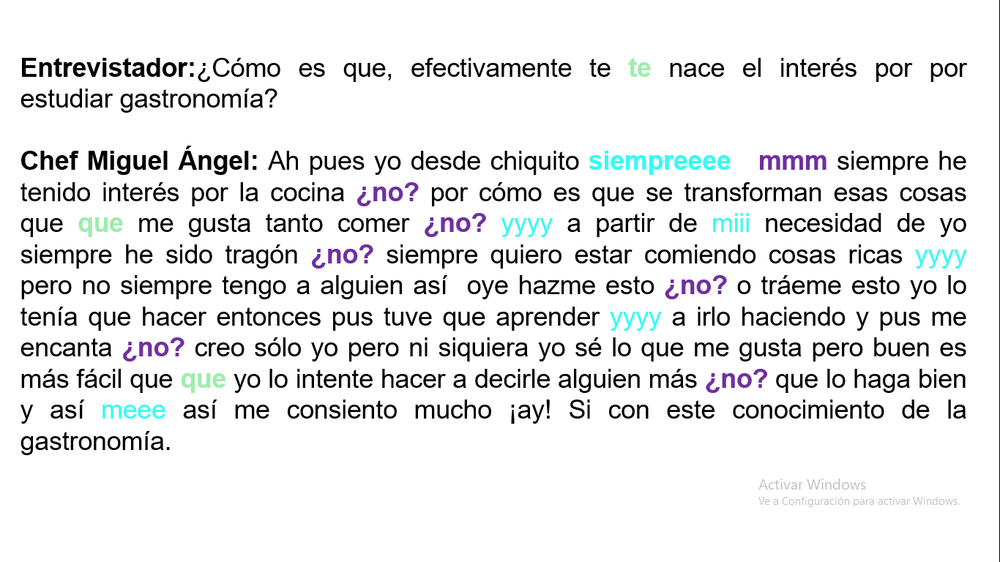 Entrevistador:¿Cómo es que, efectivamente te te nace el interés por por
estudiar gastronomía?
Chef Miguel Ángel: Ah pues yo desde chiquito siempreeee mmm siempre he
tenido interés por la cocina ¿no? por cómo es que se transforman esas cosas
que que me gusta tanto comer ¿no? yyyy a partir de miii necesidad de yo
siempre he sido tragón ¿no? siempre quiero estar comiendo cosas ricas yyyy
pero no siempre tengo a alguien así oye hazme esto ¿no? o tráeme esto yo lo
tenía que hacer entonces pus tuve que aprender yyyy a irlo haciendo y pus me
encanta ¿no? creo sólo yo pero ni siquiera yo sé lo que me gusta pero buen es
más fácil que que yo lo intente hacer a decirle alguien más ¿no? que lo haga bien
y así meee así me consiento mucho ¡ay! Si con este conocimiento de la
gastronomía.
Activar Windows
Ve a Configuración para activar Windows.